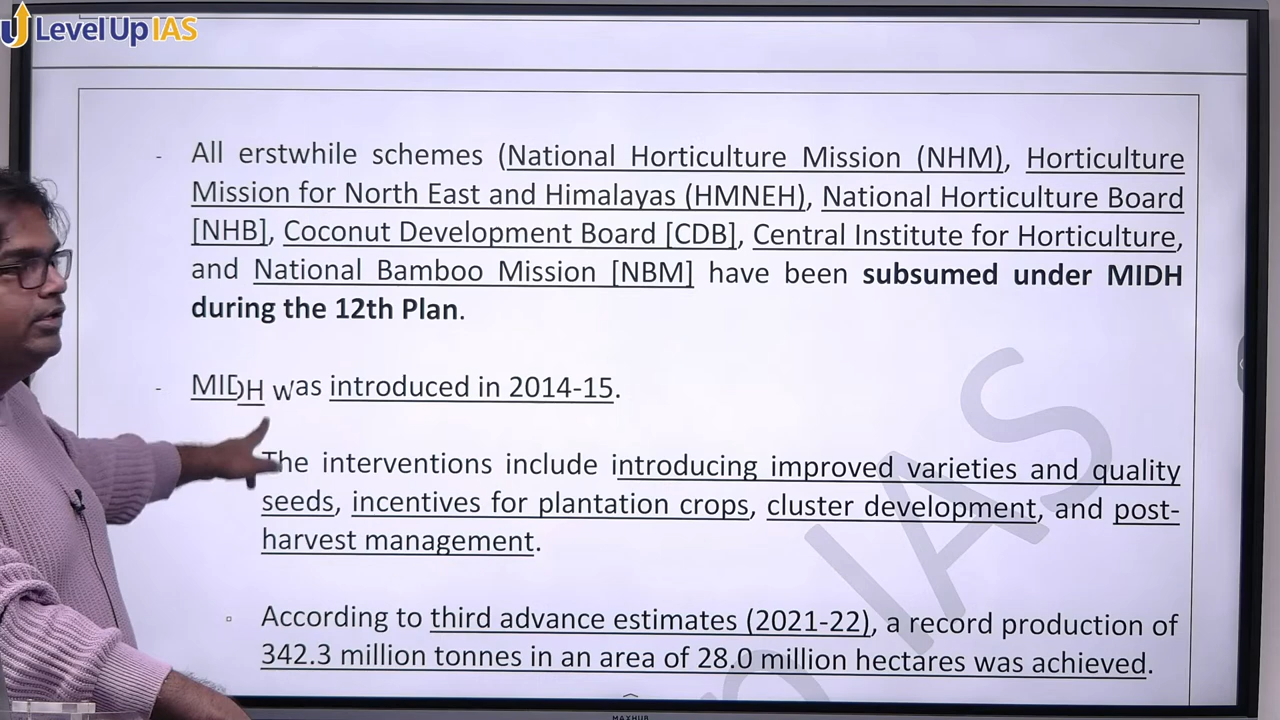 Level Up IAS
- All erstwhile schemes (National Horticulture Mission (NHM), Horticulture
Mission for North East and Himalayas (HMNEH), National Horticulture Board
[NHB], Coconut Development Board [CDB], Central Institute for Horticulture,
and National Bamboo Mission [NBM] have been subsumed under MIDH
during the 12th Plan.
- MIDH was introduced in 2014-15.
The interventions include introducing improved varieties and quality
seeds, incentives for plantation crops, cluster development, and post-
harvest management.
According to third advance estimates (2021-22), a record production of
342.3 million tonnes in an area of 28.0 million hectares was achieved.
IAS
MAXHUB